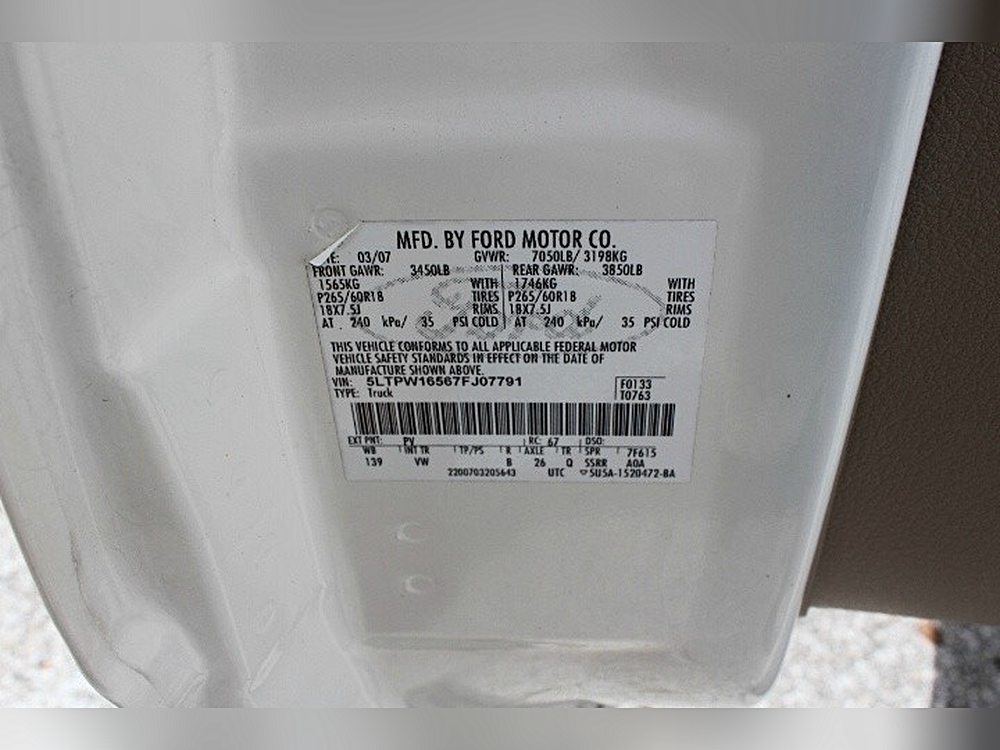 MFD. BY FORD MOTOR CO.
03/07 GVWR: 7050LB/ 3198KG
FRONT GAWR: 3450LB REAR GAWR: 3850LB
1565KG WITH 1746KG WITH
P265/60R18 TIRES P265/60R18 TIRES
18X7.5J RIMS 18X7.5J RIMS
AT 240 kPa/ 35 PSI COLD AT 240 kPa/ 35 PSI COLD
Ford
THIS VEHICLE CONFORMS TO ALL APPLICABLE FEDERAL MOTOR
VEHICLE SAFETY STANDARDS IN EFFECT ON THE DATE OF
MANUFACTURE SHOWN ABOVE.
VIN: 5LTPW16567FJ07791 F0133
TYPE: Truck T0763
EXT PNT: PV RC: 67 DSO:
WB INT TR TP/PS R AXLE TR SPR 7F615
139 VW B 26 Q SSRR AOA
2200703205643 UTC 5U5A-1520472-BA